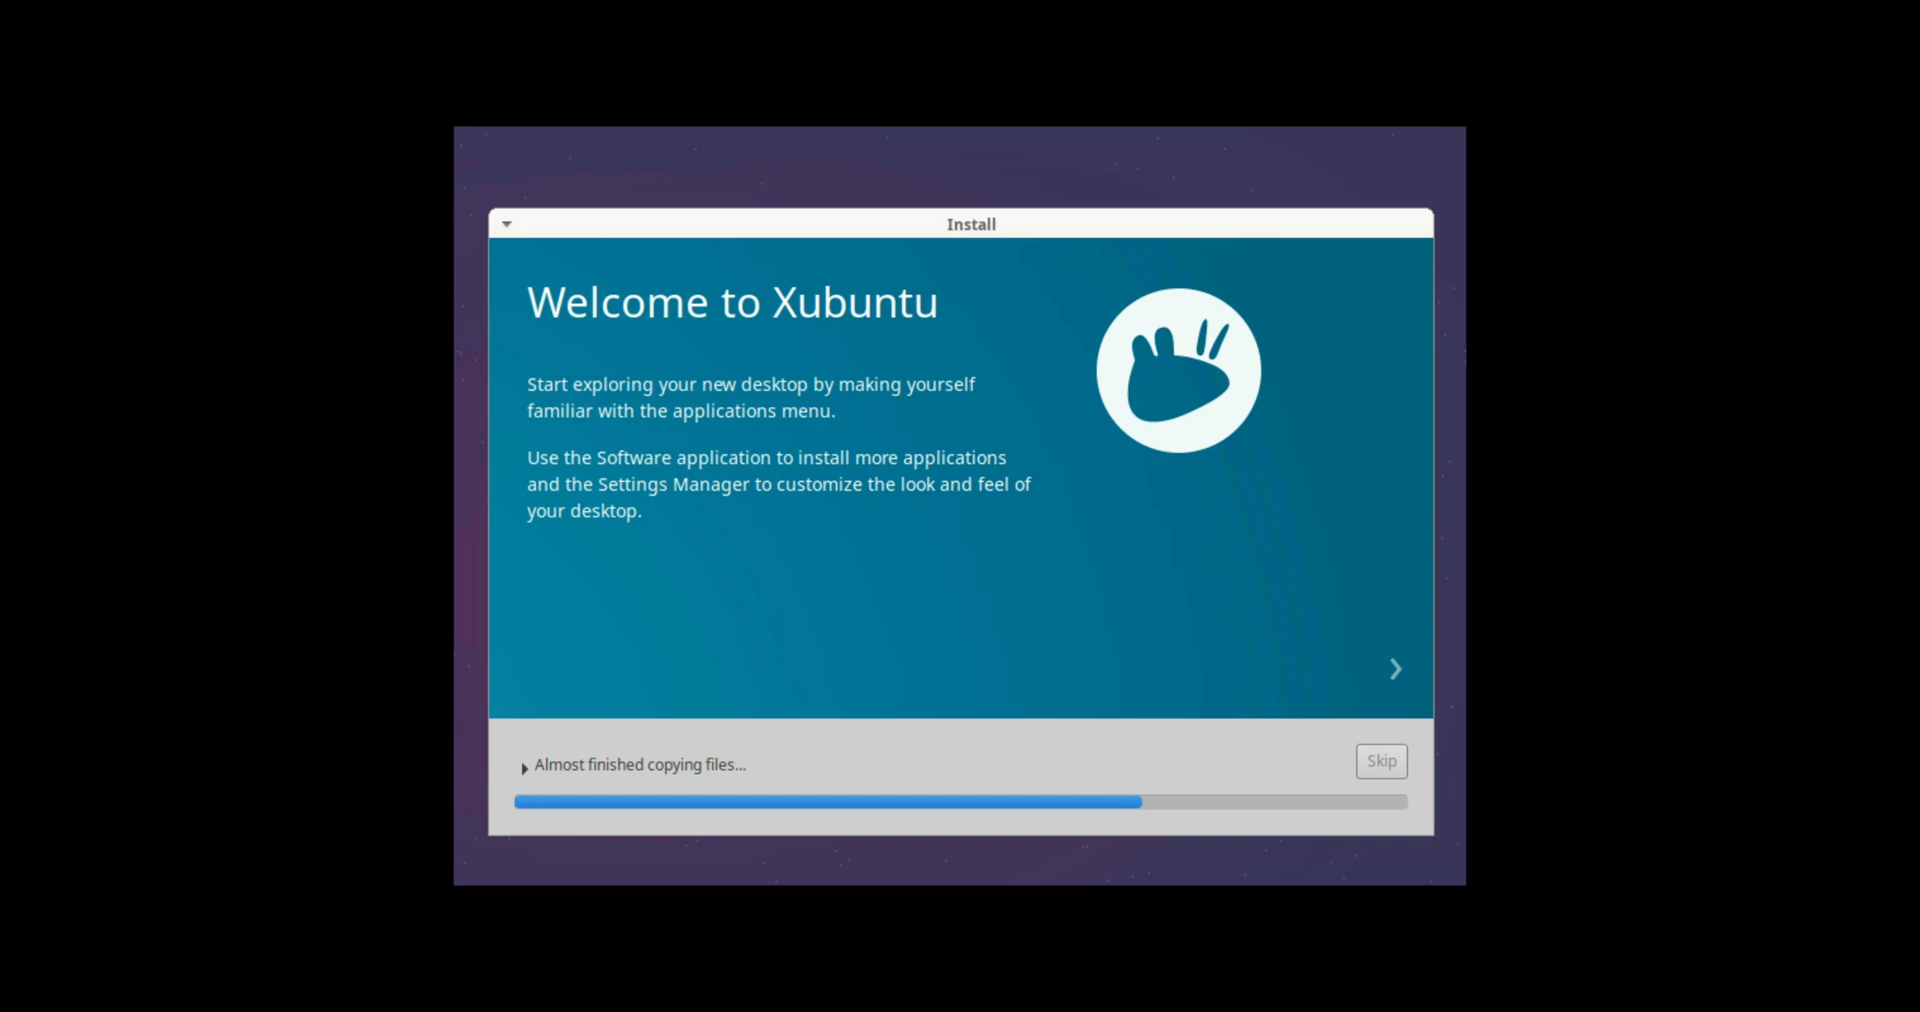 Install
Welcome to Xubuntu
Start exploring your new desktop by making yourself
familiar with the applications menu.
Use the Software application to install more applications
and the Settings Manager to customize the look and feel of
your desktop.
Almost finished copying files...
Skip